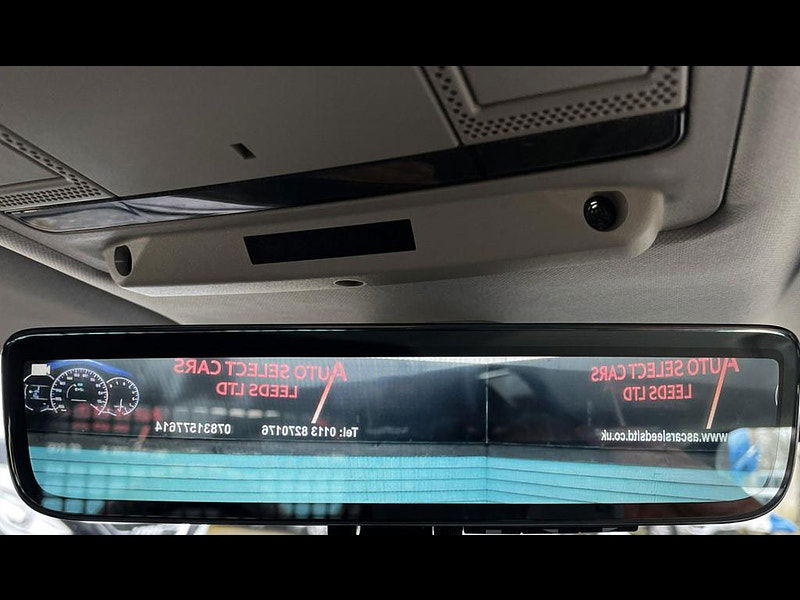 AUTO SELECT CARS
LEEDS LTD
Tel: 0113 8270176 07831577614
AUTO SELECT CARS
LEEDS LTD
www.ascarsleedsltd.co.uk